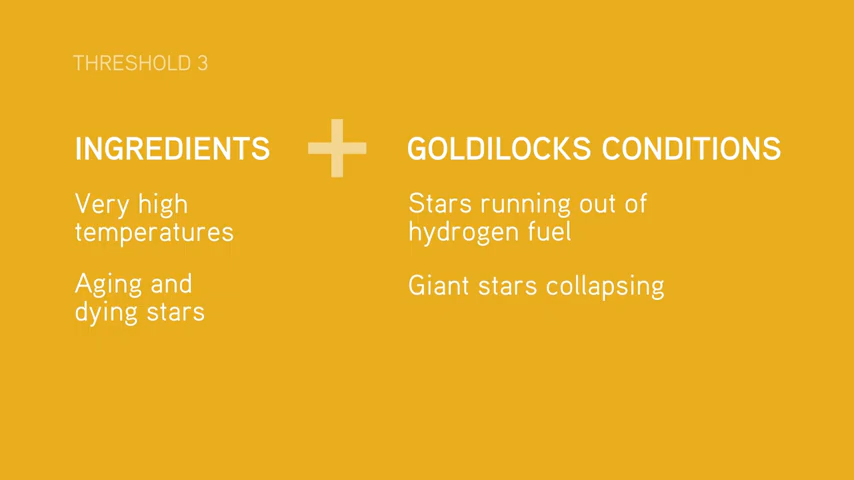 THRESHOLD 3
INGREDIENTS + GOLDILOCKS CONDITIONS
Very high
temperatures
Aging and
dying stars
Stars running out of
hydrogen fuel
Giant stars collapsing